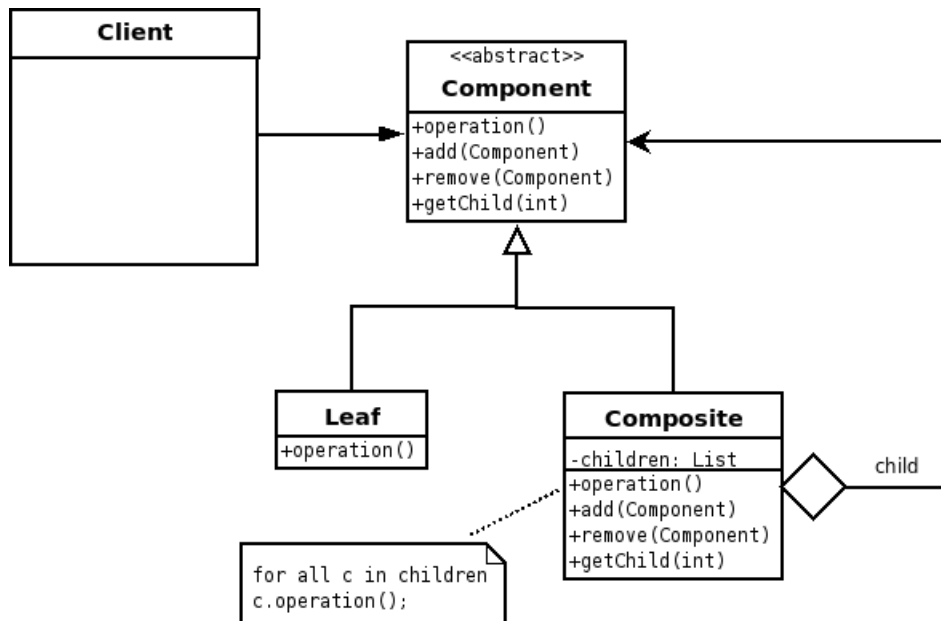 Client
<<abstract>>
Component
+operation()
+add(Component)
+remove(Component)
+getChild(int)
Leaf
+operation()
Composite
-children: List
+operation()
+add(Component)
+remove(Component)
+getChild(int)
child
for all c in children
c.operation();